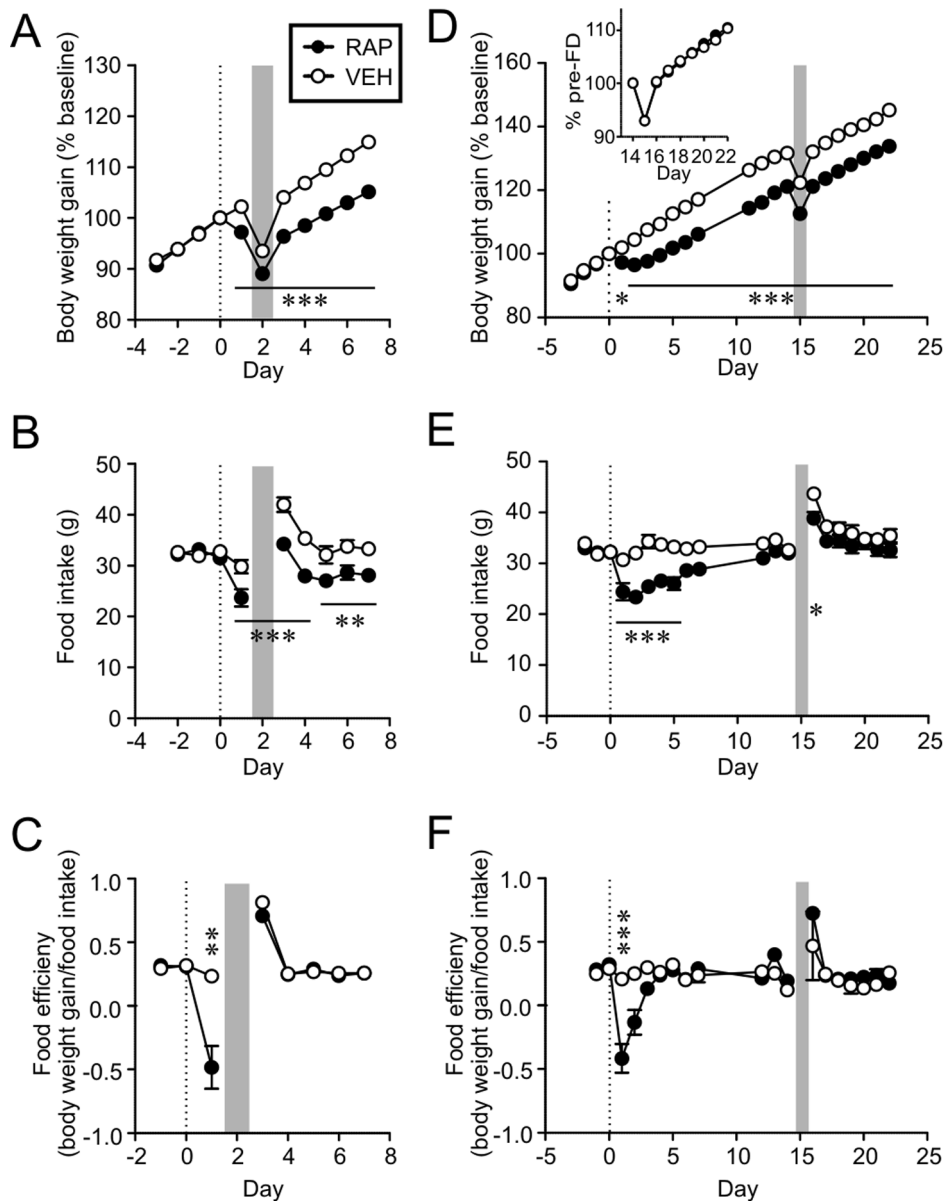 A
RAP
VEH
Body weight gain (% baseline)
130
120
110
100
90
80
***
-4 -2 0 2 4 6 8
Day
D
% pre-FD
110
100
90
14 16 18 20 22
Day
Body weight gain (% baseline)
160
140
120
100
80
* ***
-5 0 5 10 15 20 25
Day
B
Food intake (g)
50
40
30
20
10
0
*** **
-4 -2 0 2 4 6 8
Day
E
Food intake (g)
50
40
30
20
10
0
*** *
-5 0 5 10 15 20 25
Day
C
Food efficieny
(body weight gain/food intake)
1.0
0.5
0.0
-0.5
-1.0
**
-2 0 2 4 6 8
Day
F
Food efficieny
(body weight gain/food intake)
1.0
0.5
0.0
-0.5
-1.0
***
-5 0 5 10 15 20 25
Day